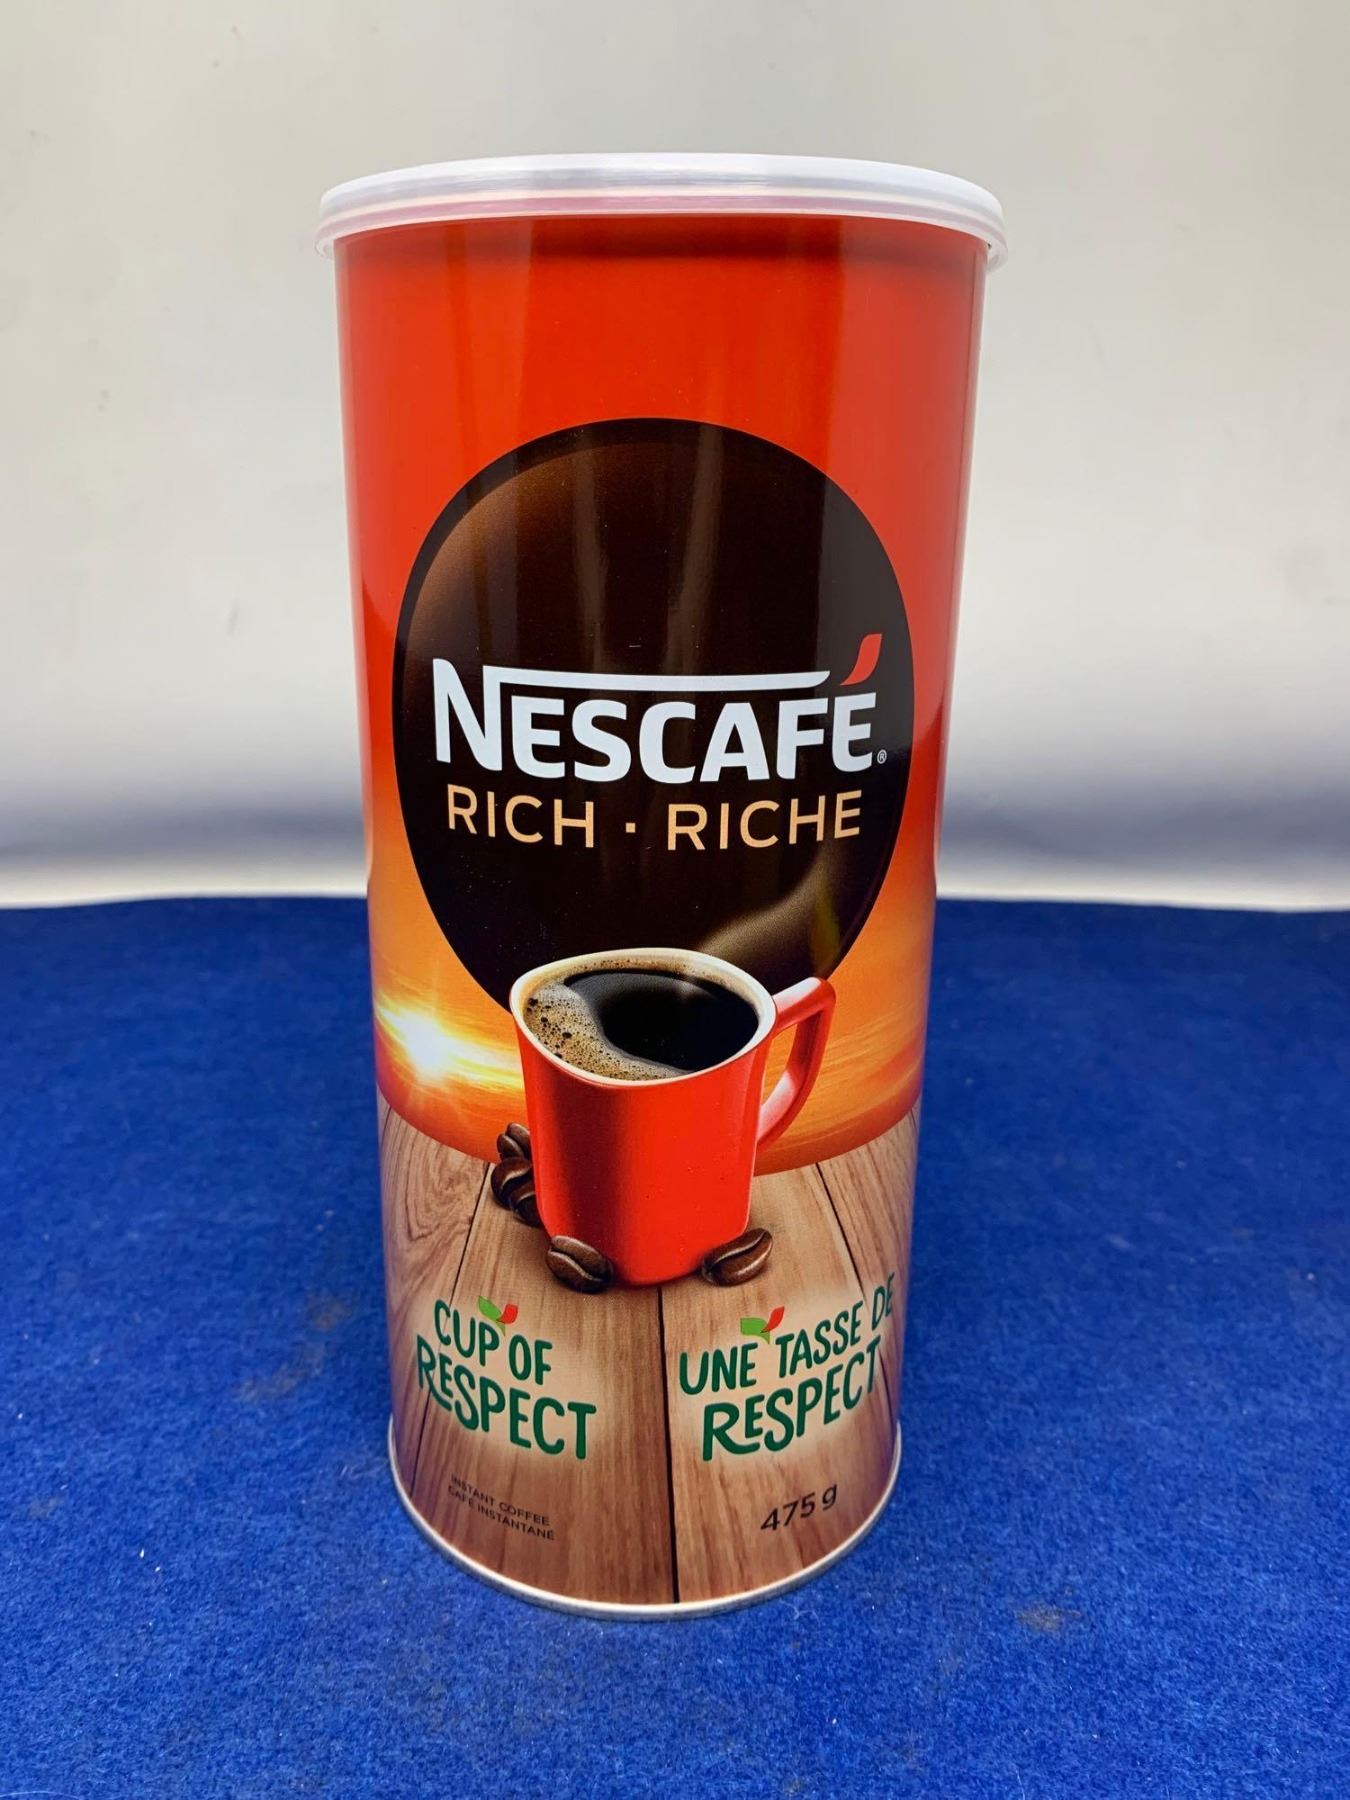 NESCAFÉ®
RICH · RICHE
CUP OF
RESPECT
UNE TASSE DE
RESPECT
INSTANT COFFEE
CAFÉ INSTANTANÉ
475 g